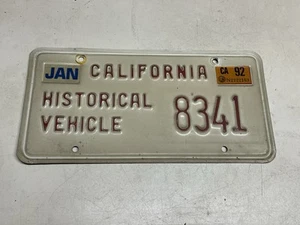 JAN CALIFORNIA CA 92
HISTORICAL 8341
VEHICLE